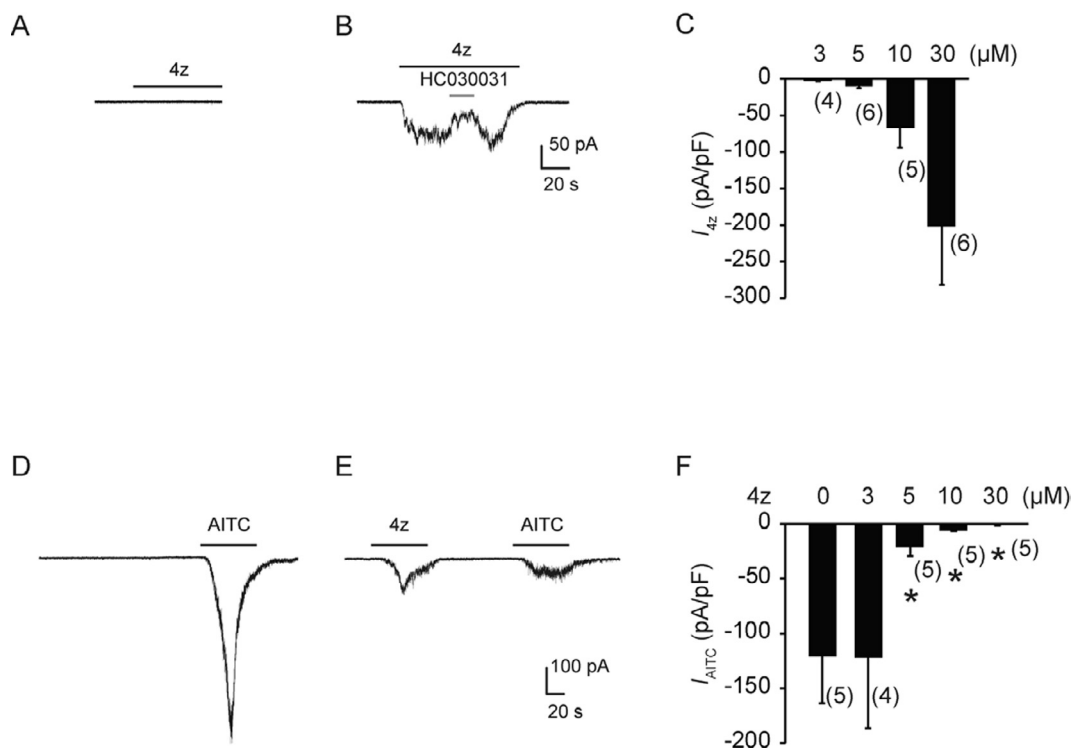 A
4z
B
4z
HC030031
50 pA
20 s
C
3 5 10 30 (µM)
0
-50
-100
-150
-200
-250
-300
I4z (pA/pF)
(4)
(6)
(5)
(6)
D
AITC
E
4z
AITC
100 pA
20 s
F
4z 0 3 5 10 30 (µM)
0
-50
-100
-150
-200
IAITC (pA/pF)
(5)
(4)
(5)
*
(5)
*
(5)
*